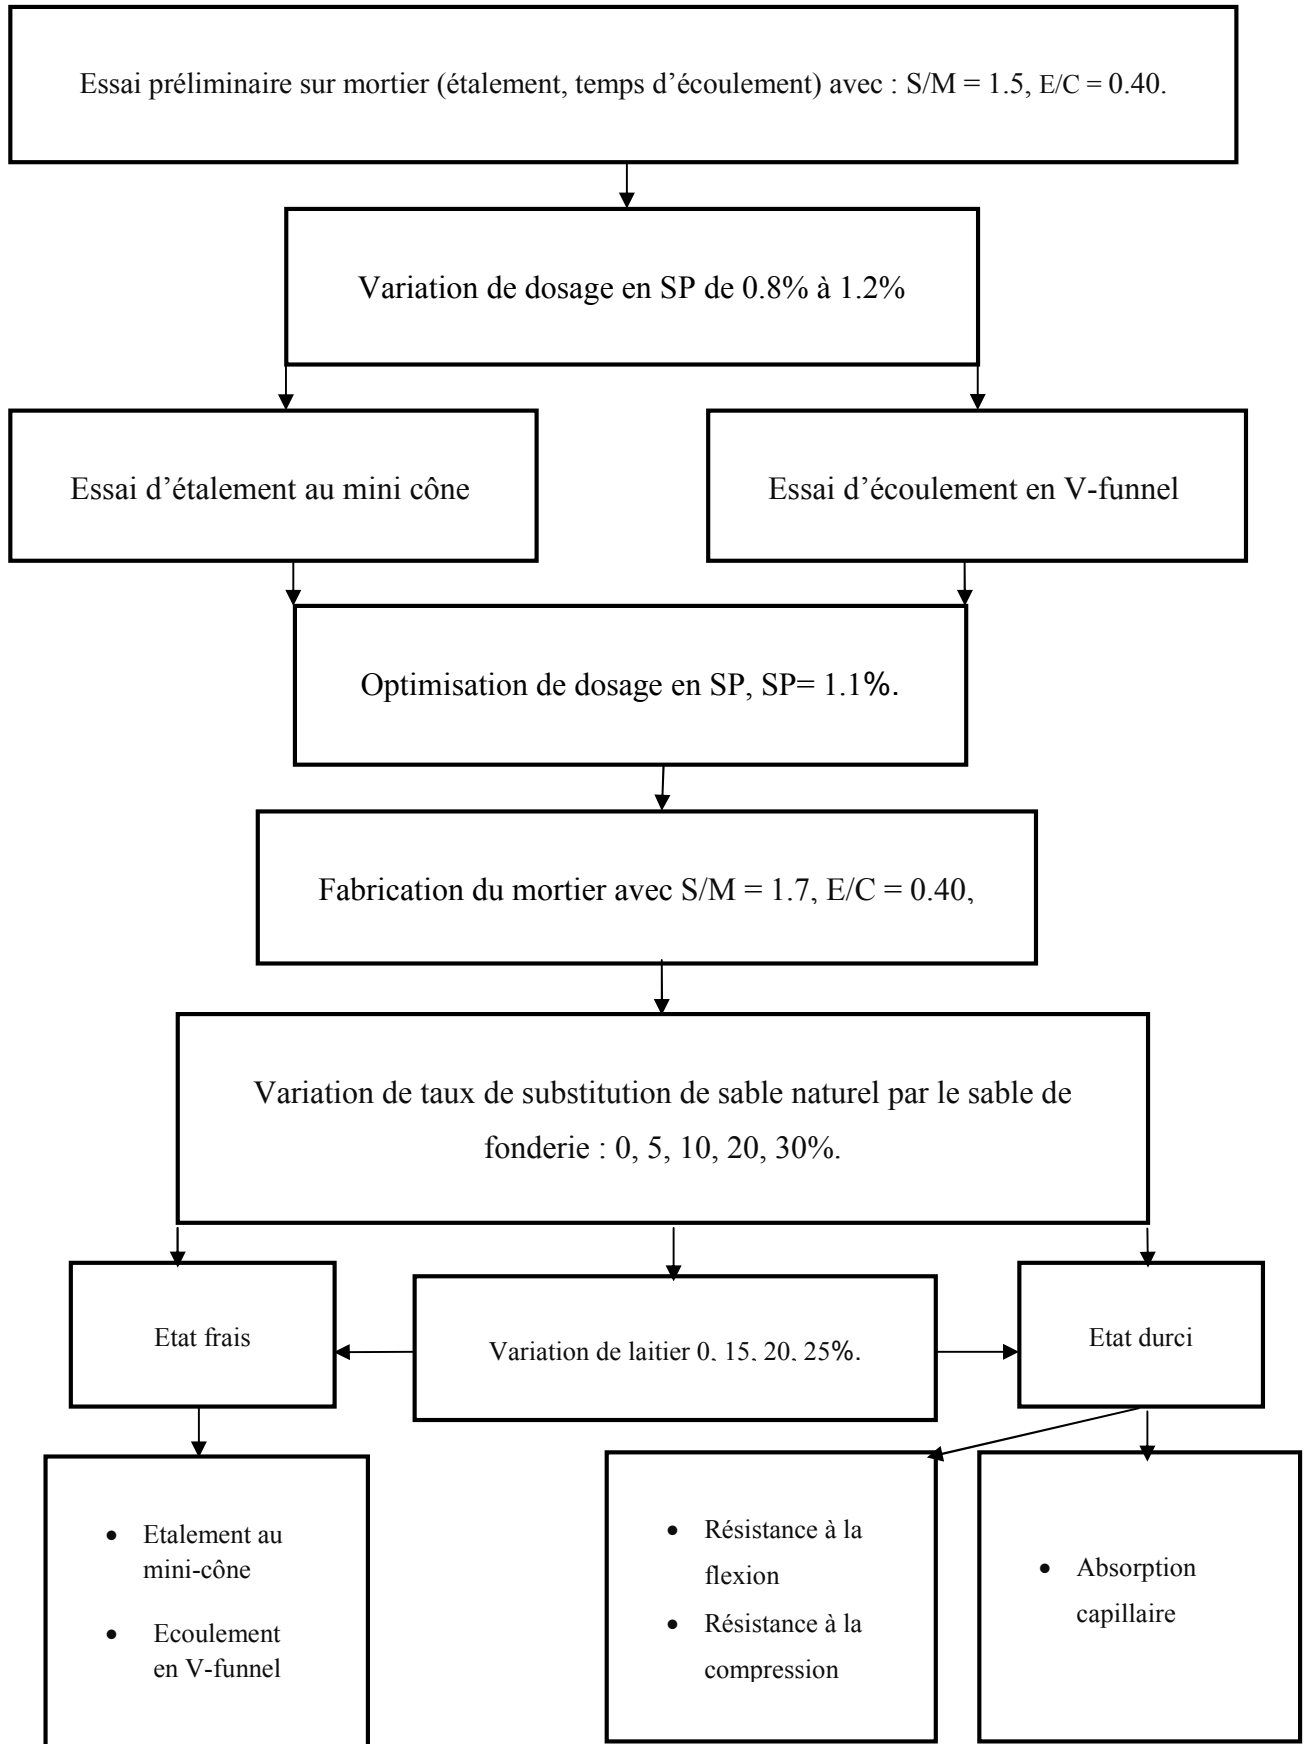 Essai préliminaire sur mortier (étalement, temps d’écoulement) avec : S/M = 1.5, E/C = 0.40.
Variation de dosage en SP de 0.8% à 1.2%
Essai d’étalement au mini cône
Essai d’écoulement en V-funnel
Optimisation de dosage en SP, SP= 1.1%.
Fabrication du mortier avec S/M = 1.7, E/C = 0.40,
Variation de taux de substitution de sable naturel par le sable de
fonderie : 0, 5, 10, 20, 30%.
Etat frais
Variation de laitier 0, 15, 20, 25%.
Etat durci
• Etalement au
mini-cône
• Ecoulement
en V-funnel
• Résistance à la
flexion
• Résistance à la
compression
• Absorption
capillaire